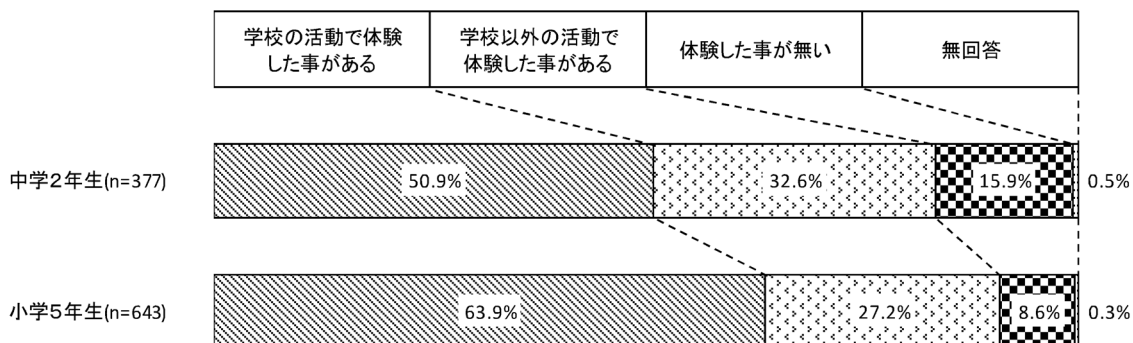 学校の活動で体験
した事がある
学校以外の活動で
体験した事がある
体験した事が無い
無回答
中学２年生(n=377)
50.9%
32.6%
15.9%
0.5%
小学５年生(n=643)
63.9%
27.2%
8.6%
0.3%